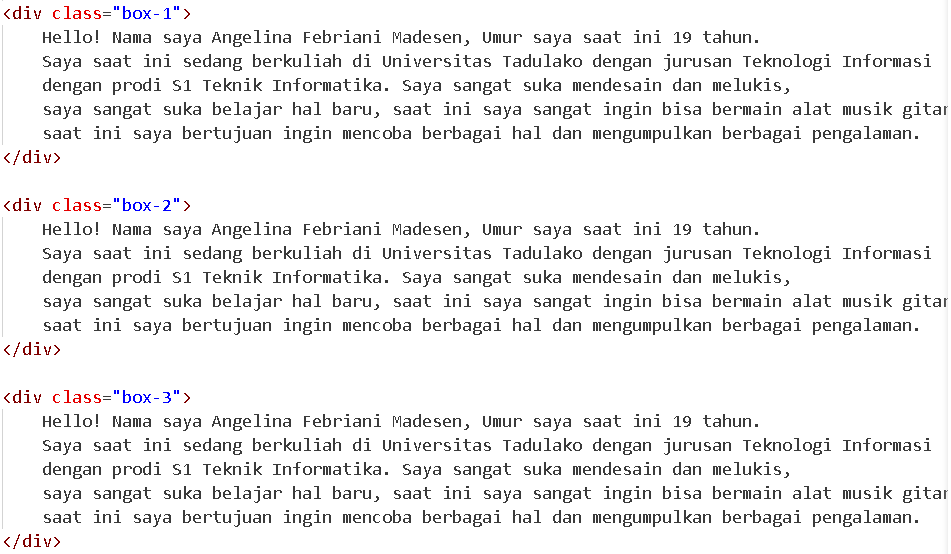 <div class="box-1">
Hello! Nama saya Angelina Febriani Madesen, Umur saya saat ini 19 tahun.
Saya saat ini sedang berkuliah di Universitas Tadulako dengan jurusan Teknologi Informasi
dengan prodi S1 Teknik Informatika. Saya sangat suka mendesain dan melukis,
saya sangat suka belajar hal baru, saat ini saya sangat ingin bisa bermain alat musik gitar
saat ini saya bertujuan ingin mencoba berbagai hal dan mengumpulkan berbagai pengalaman.
</div>
<div class="box-2">
Hello! Nama saya Angelina Febriani Madesen, Umur saya saat ini 19 tahun.
Saya saat ini sedang berkuliah di Universitas Tadulako dengan jurusan Teknologi Informasi
dengan prodi S1 Teknik Informatika. Saya sangat suka mendesain dan melukis,
saya sangat suka belajar hal baru, saat ini saya sangat ingin bisa bermain alat musik gitar
saat ini saya bertujuan ingin mencoba berbagai hal dan mengumpulkan berbagai pengalaman.
</div>
<div class="box-3">
Hello! Nama saya Angelina Febriani Madesen, Umur saya saat ini 19 tahun.
Saya saat ini sedang berkuliah di Universitas Tadulako dengan jurusan Teknologi Informasi
dengan prodi S1 Teknik Informatika. Saya sangat suka mendesain dan melukis,
saya sangat suka belajar hal baru, saat ini saya sangat ingin bisa bermain alat musik gitar
saat ini saya bertujuan ingin mencoba berbagai hal dan mengumpulkan berbagai pengalaman.
</div>